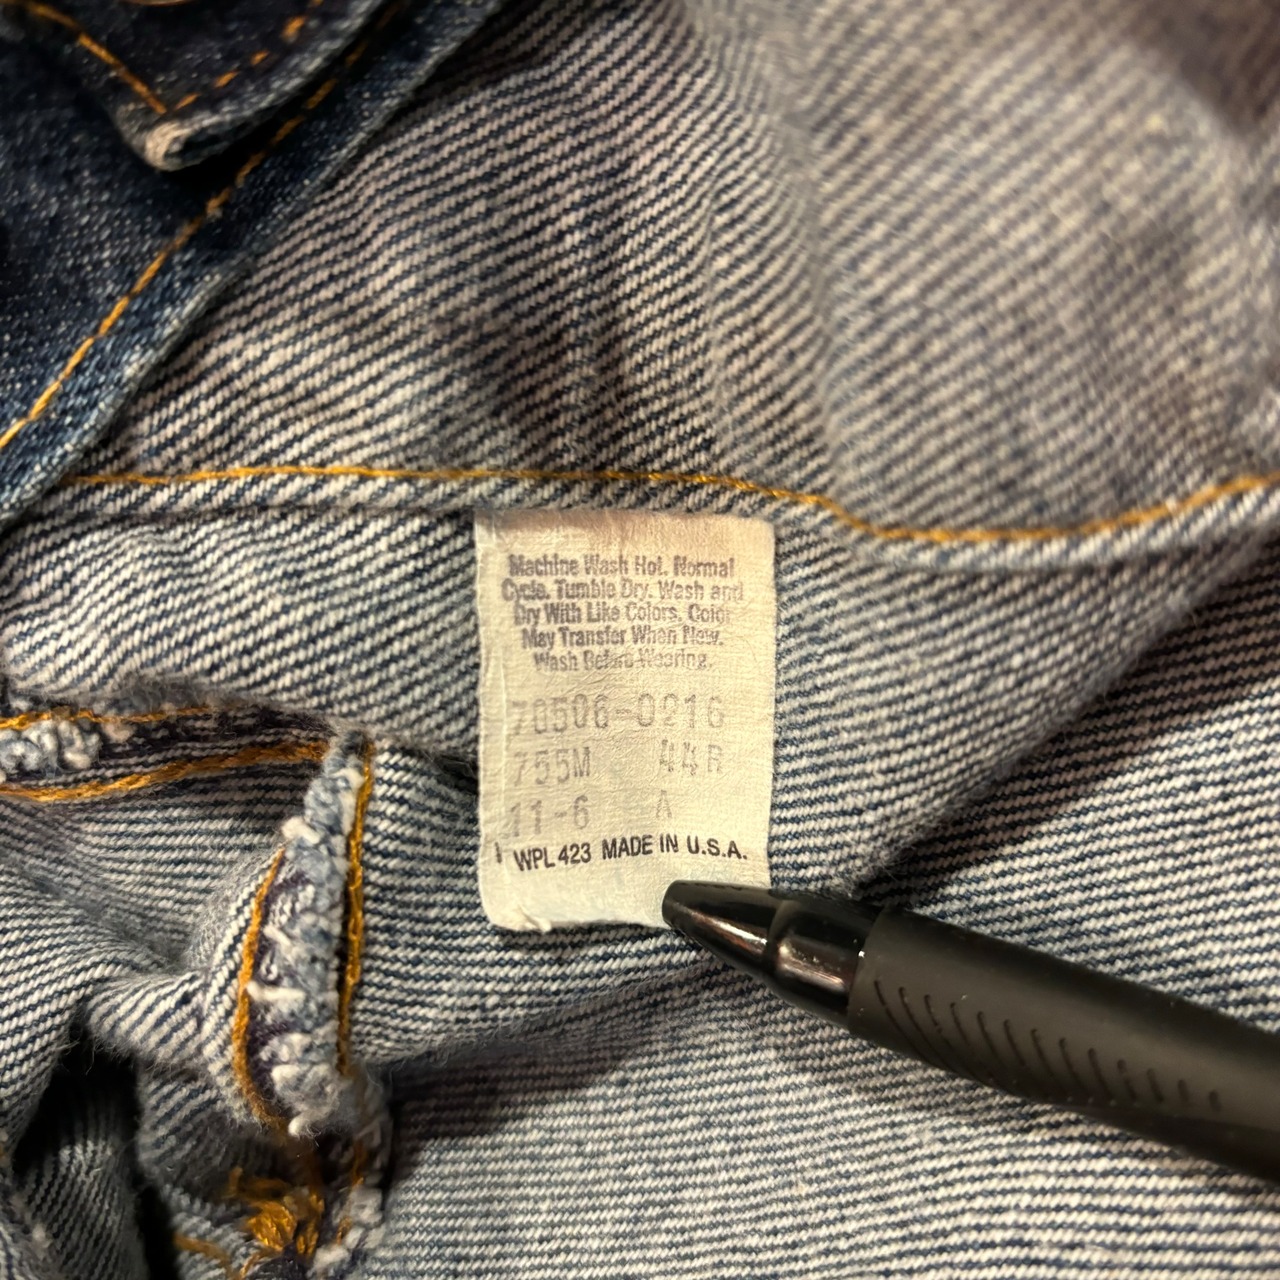 Machine Wash Hot. Normal
Cycle. Tumble Dry. Wash and
Dry With Like Colors. Color
May Transfer When New.
Wash Before Wearing.
70506-0216
755M 44R
11-6 A
WPL 423 MADE IN U.S.A.